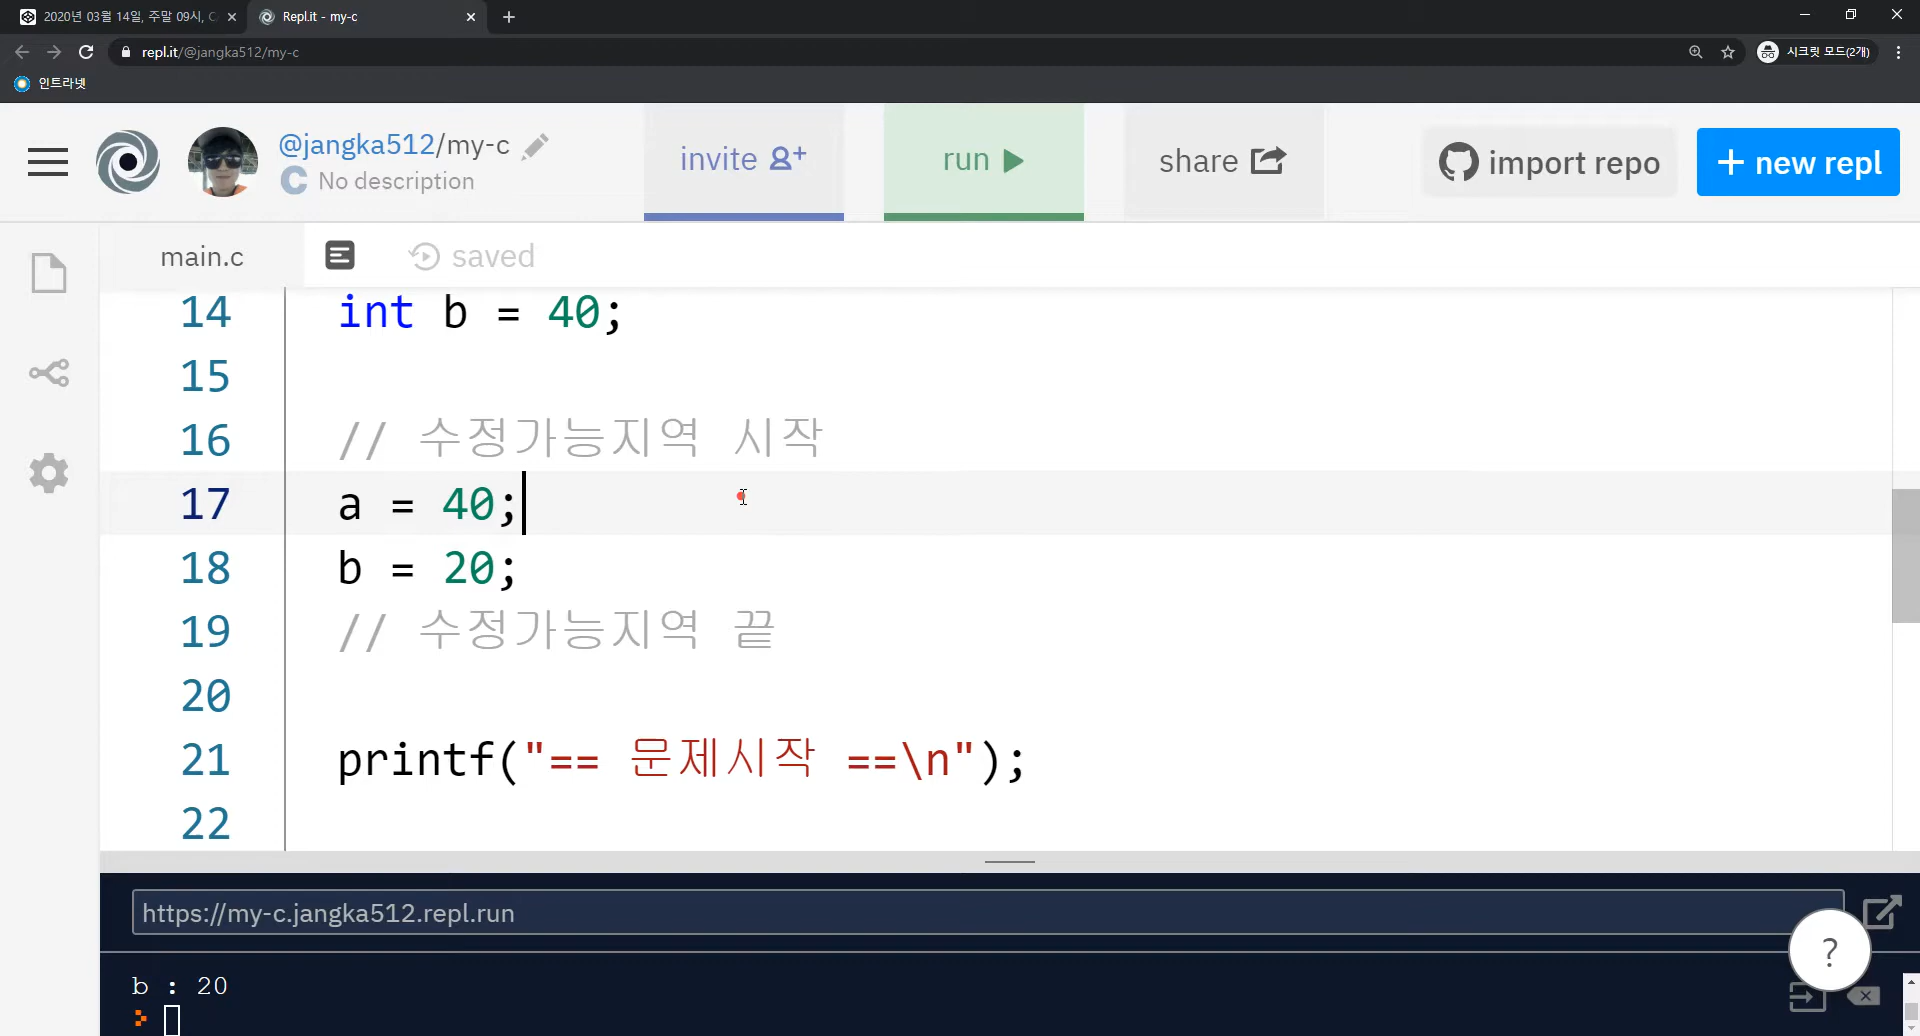 2020년 03월 14일, 주말 09시, C
Repl.it - my-c
repl.it/@jangka512/my-c
시크릿 모드(2개)
인트라넷
@jangka512/my-c
No description
invite
run
share
import repo
+ new repl
main.c
saved
14 int b = 40;
15
16 // 수정가능지역 시작
17 a = 40;
18 b = 20;
19 // 수정가능지역 끝
20
21 printf("== 문제시작 ==\n");
22
https://my-c.jangka512.repl.run
?
b : 20